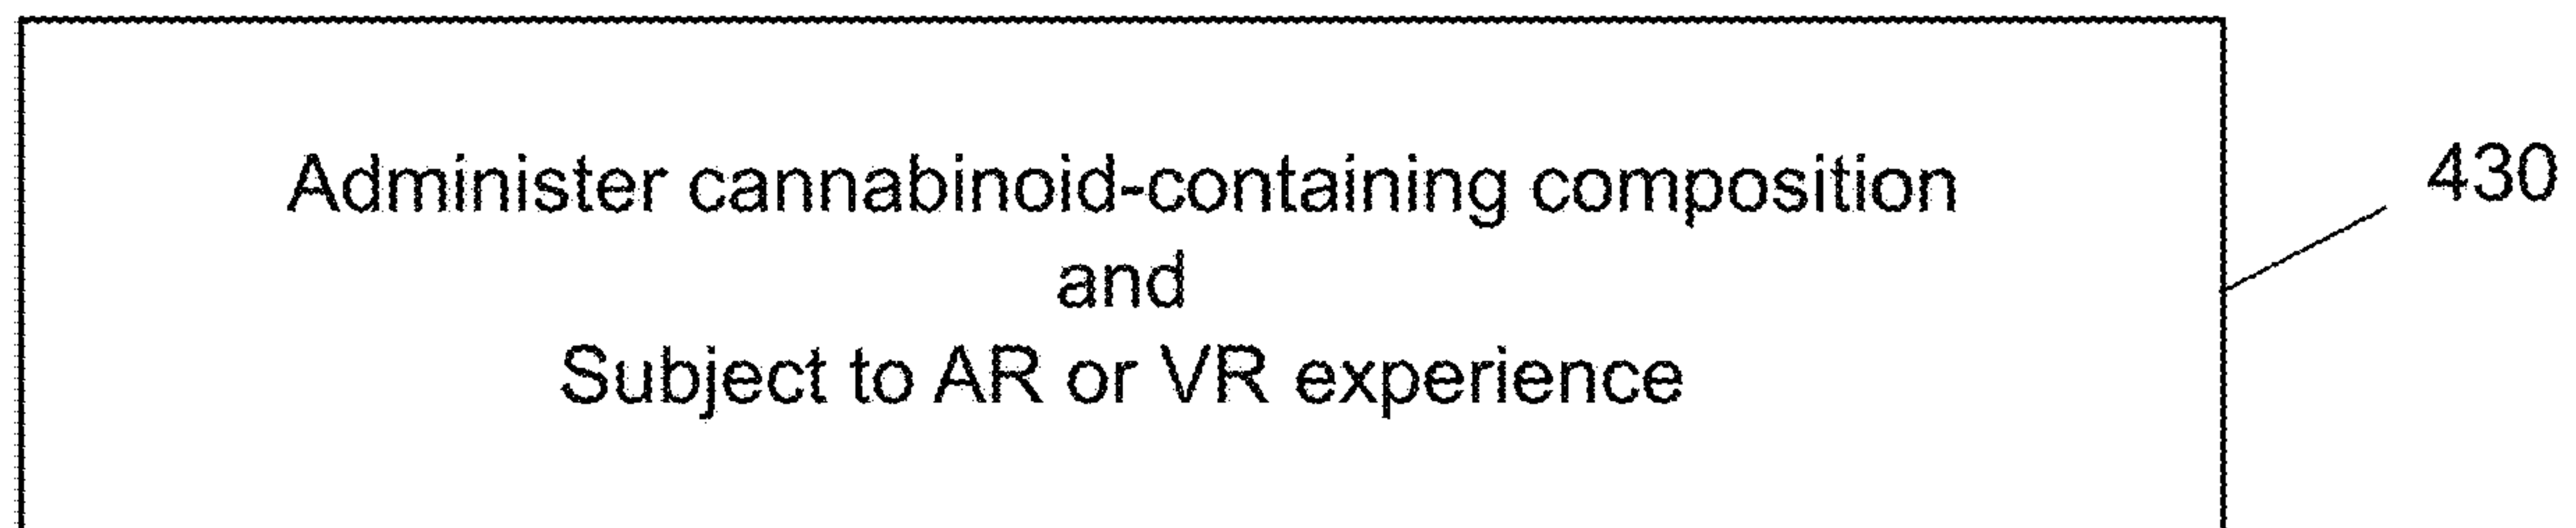 Administer cannabinoid-containing composition
and
Subject to AR or VR experience
430